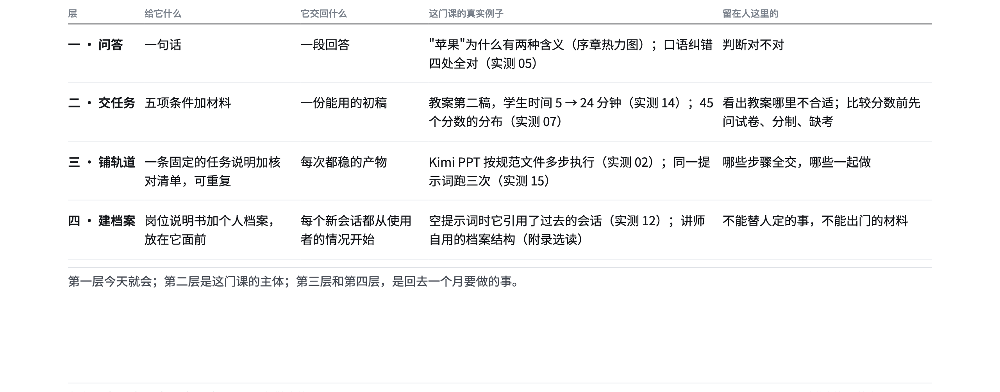 层 给它什么 它交回什么 这门课的真实例子 留在人这里的
一 · 问答 一句话 一段回答 "苹果"为什么有两种含义（序章热力图）；口语纠错 判断对不对
四处全对（实测 05）
二 · 交任务 五项条件加材料 一份能用的初稿 教案第二稿，学生时间 5 → 24 分钟（实测 14）；45 看出教案哪里不合适；比较分数前先
个分数的分布（实测 07） 问试卷、分制、缺考
三 · 铺轨道 一条固定的任务说明加核 每次都稳的产物 Kimi PPT 按规范文件多步执行（实测 02）；同一提 哪些步骤全交，哪些一起做
对清单，可重复 示词跑三次（实测 15）
四 · 建档案 岗位说明书加个人档案， 每个新会话都从使用 空提示词时它引用了过去的会话（实测 12）；讲师 不能替人定的事，不能出门的材料
放在它面前 者的情况开始 自用的档案结构（附录选读）
第一层今天就会；第二层是这门课的主体；第三层和第四层，是回去一个月要做的事。